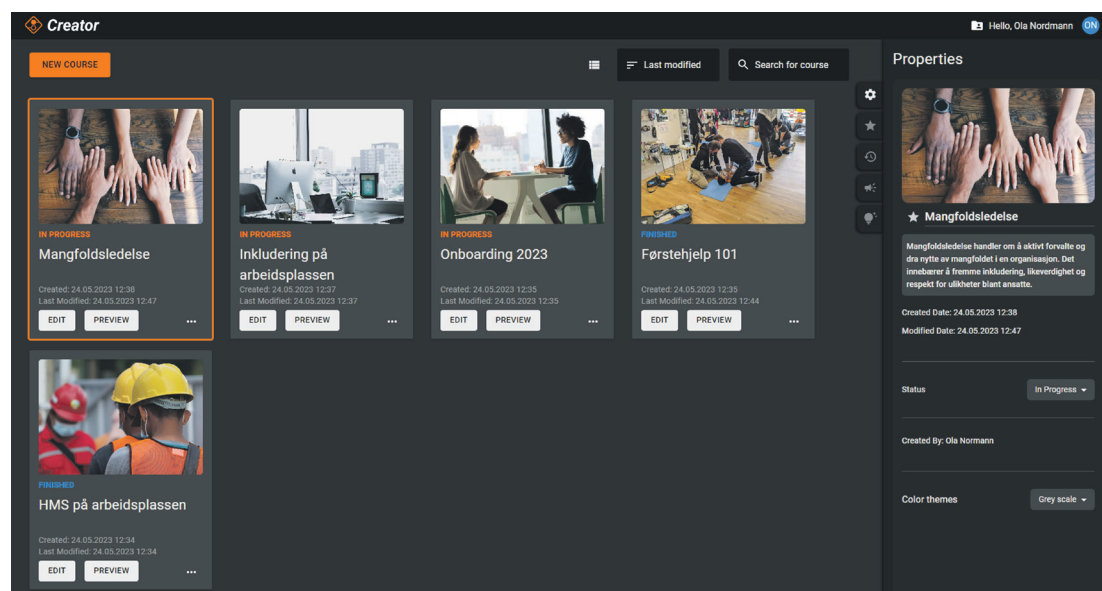 Creator
Hello, Ola Nordmann ON
NEW COURSE
Last modified
Search for course
IN PROGRESS
Mangfoldsledelse
Created: 24.05.2023 12:38
Last Modified: 24.05.2023 12:47
EDIT PREVIEW ...
IN PROGRESS
Inkludering på
arbeidsplassen
Created: 24.05.2023 12:37
Last Modified: 24.05.2023 12:37
EDIT PREVIEW ...
IN PROGRESS
Onboarding 2023
Created: 24.05.2023 12:35
Last Modified: 24.05.2023 12:35
EDIT PREVIEW ...
FINISHED
Førstehjelp 101
Created: 24.05.2023 12:35
Last Modified: 24.05.2023 12:44
EDIT PREVIEW ...
FINISHED
HMS på arbeidsplassen
Created: 24.05.2023 12:34
Last Modified: 24.05.2023 12:34
EDIT PREVIEW ...
Properties
Mangfoldsledelse
Mangfoldsledelse handler om å aktivt forvalte og
dra nytte av mangfoldet i en organisasjon. Det
innebærer å fremme inkludering, likeverdighet og
respekt for ulikheter blant ansatte.
Created Date: 24.05.2023 12:38
Modified Date: 24.05.2023 12:47
Status In Progress
Created By: Ola Normann
Color themes Grey scale